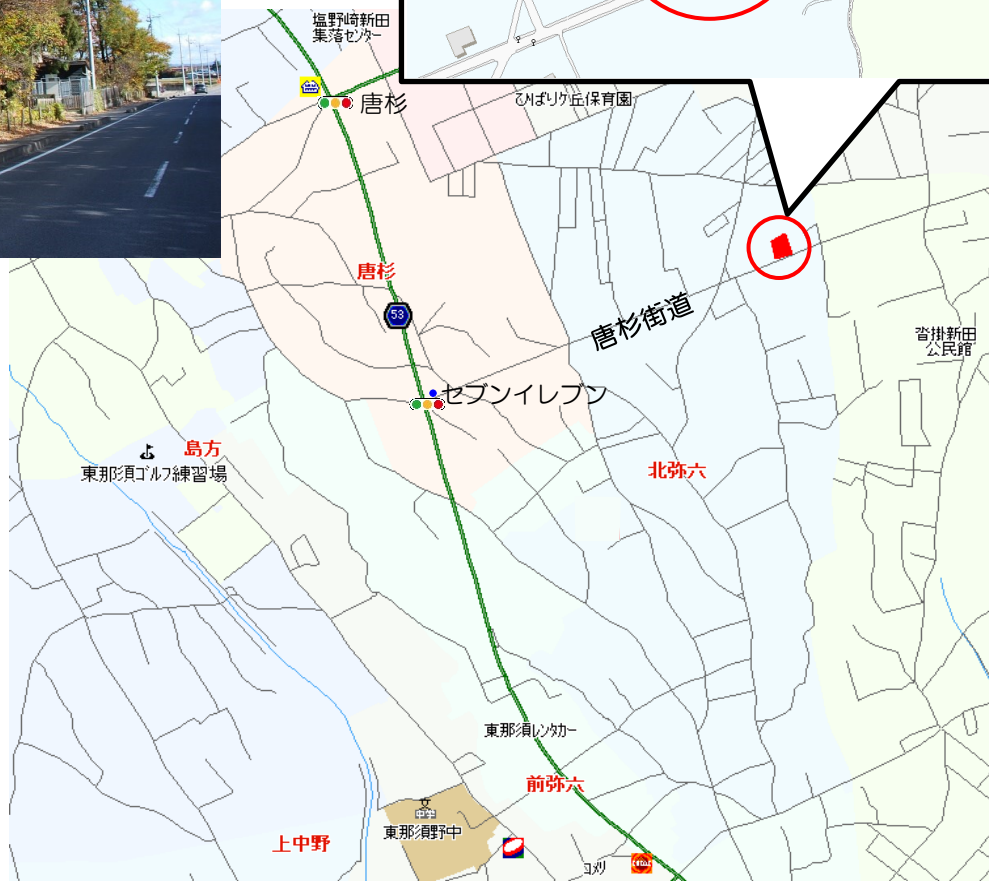 塩野崎新田
集落センター
唐杉
ひばりケ丘保育園
唐杉
53
唐杉街道
沓掛新田
公民館
セブンイレブン
島方
東那須ゴルフ練習場
北弥六
東那須レンタカー
前弥六
中学
東那須野中
上中野
コメリ